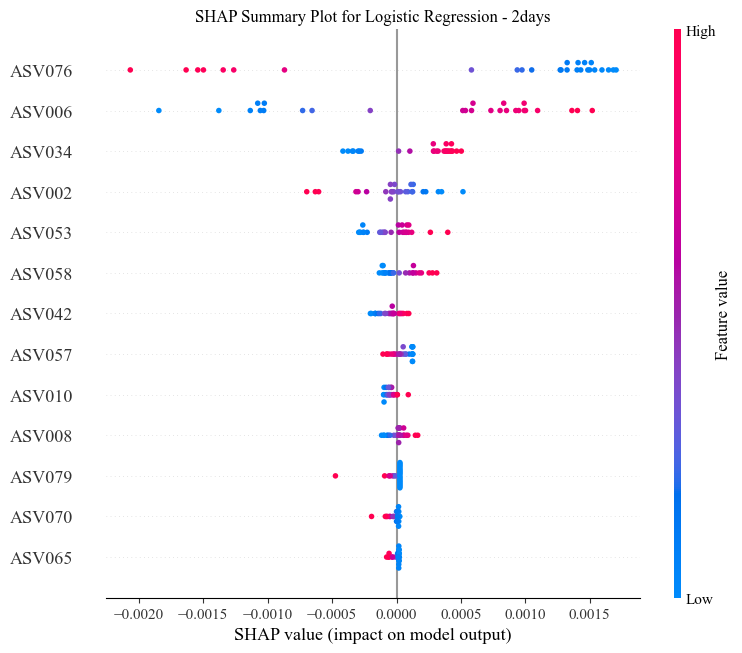 SHAP Summary Plot for Logistic Regression - 2days
High
ASV076
ASV006
ASV034
ASV002
ASV053
ASV058
ASV042
ASV057
ASV010
ASV008
ASV079
ASV070
ASV065
Feature value
Low
−0.0020 −0.0015 −0.0010 −0.0005 0.0000 0.0005 0.0010 0.0015
SHAP value (impact on model output)